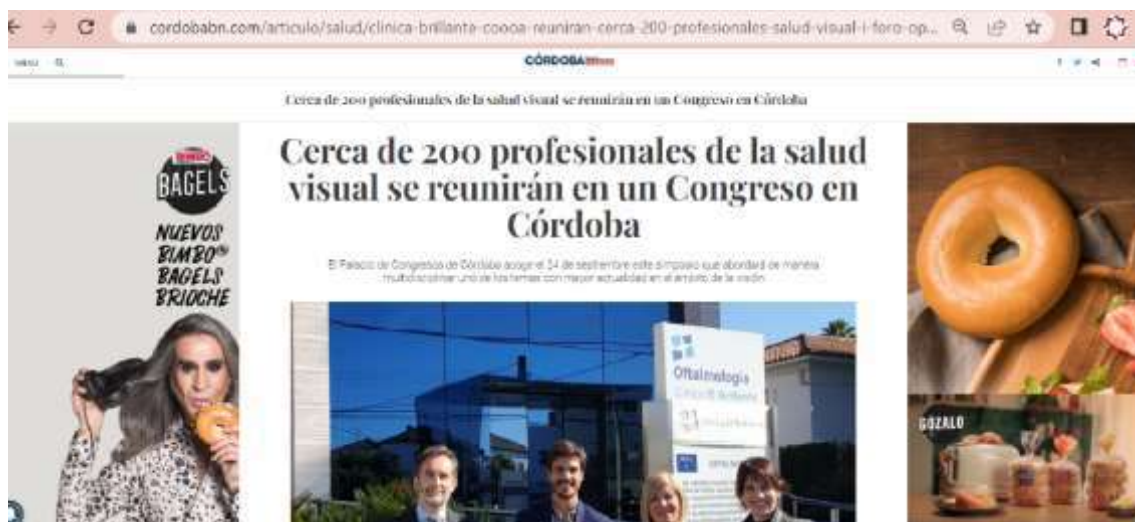 cordobabn.com/articulo/salud/clinica-brillante-coooa-reuniran-cerca-200-profesionales-salud-visual-i-foro-op...
MENU
CÓRDOBA
Cerca de 200 profesionales de la salud visual se reunirán en un Congreso en Córdoba
Cerca de 200 profesionales de la salud
visual se reunirán en un Congreso en
Córdoba
El Palacio de Congresos de Córdoba acoge el 24 de septiembre este simposio que abordará de manera
multidisciplinar uno de los temas con mayor actualidad en el ámbito de la visión
BIMBO
BAGELS
NUEVOS
BIMBO®
BAGELS
BRIOCHE
Oftalmología
GÓZALO